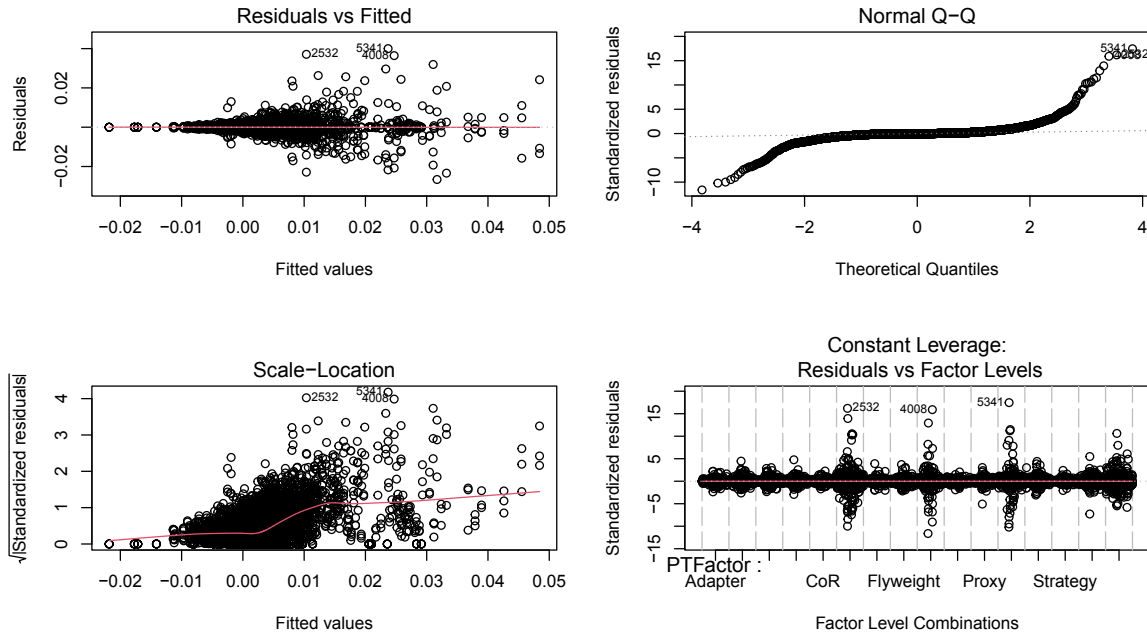 Residuals vs Fitted
Residuals
0.02
−0.02
2532
5341
4008
−0.02 −0.01 0.00 0.01 0.02 0.03 0.04 0.05
Fitted values
Normal Q−Q
Standardized residuals
15
5
0
−10
5341
−4 −2 0 2 4
Theoretical Quantiles
Scale−Location
√|Standardized residuals|
4
3
2
1
0
2532
5341
4008
−0.02 −0.01 0.00 0.01 0.02 0.03 0.04 0.05
Fitted values
Constant Leverage:
Residuals vs Factor Levels
Standardized residuals
15
5
−5
−15
2532
4008
5341
PTFactor :
Adapter CoR Flyweight Proxy Strategy
Factor Level Combinations